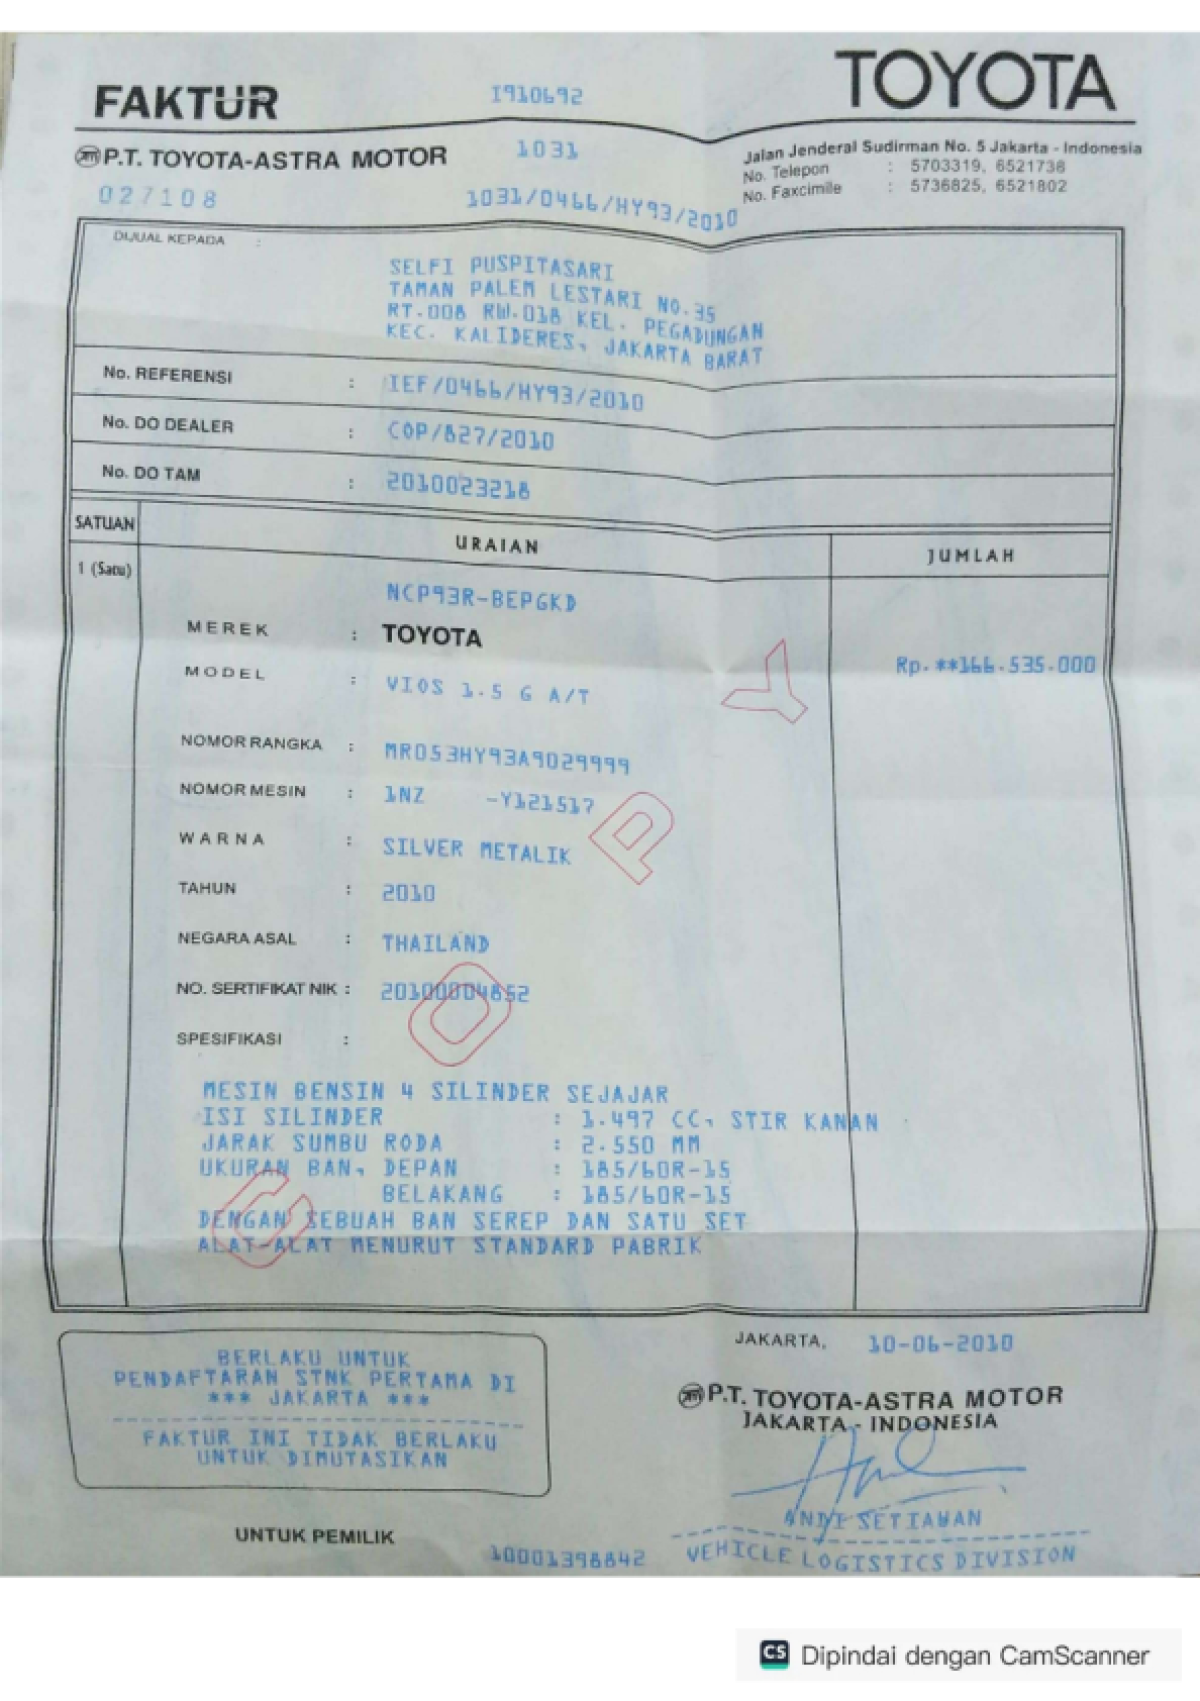 FAKTUR
I910692
TOYOTA
P.T. TOYOTA-ASTRA MOTOR
1031
Jalan Jenderal Sudirman No. 5 Jakarta - Indonesia
No. Telepon : 5703319, 6521738
No. Faxcimile : 5736825, 6521802
027108
1031/0466/HY93/2010
DIJUAL KEPADA :
SELFI PUSPITASARI
TAMAN PALEM LESTARI NO.35
RT.008 RW.018 KEL. PEGADUNGAN
KEC. KALIDERES, JAKARTA BARAT
No. REFERENSI : IEF/0466/HY93/2010
No. DO DEALER : COP/827/2010
No. DO TAM : 2010023218
SATUAN URAIAN JUMLAH
1 (Satu)
NCP93R-BEPGKD
MEREK : TOYOTA
Rp.**166.535.000
MODEL : VIOS 1.5 G A/T
NOMOR RANGKA : MR053HY93A9029999
NOMOR MESIN : 1NZ -Y121517
WARNA : SILVER METALIK
TAHUN : 2010
NEGARA ASAL : THAILAND
NO. SERTIFIKAT NIK : 20100004852
SPESIFIKASI :
MESIN BENSIN 4 SILINDER SEJAJAR
ISI SILINDER : 1.497 CC, STIR KANAN
JARAK SUMBU RODA : 2.550 MM
UKURAN BAN, DEPAN : 185/60R-15
BELAKANG : 185/60R-15
DENGAN SEBUAH BAN SEREP DAN SATU SET
ALAT-ALAT MENURUT STANDARD PABRIK
COPY
BERLAKU UNTUK
PENDAFTARAN STNK PERTAMA DI
*** JAKARTA ***
FAKTUR INI TIDAK BERLAKU
UNTUK DIMUTASIKAN
JAKARTA, 10-06-2010
P.T. TOYOTA-ASTRA MOTOR
JAKARTA - INDONESIA
ANDI SETIAWAN
VEHICLE LOGISTICS DIVISION
UNTUK PEMILIK
10001398842
CS Dipindai dengan CamScanner